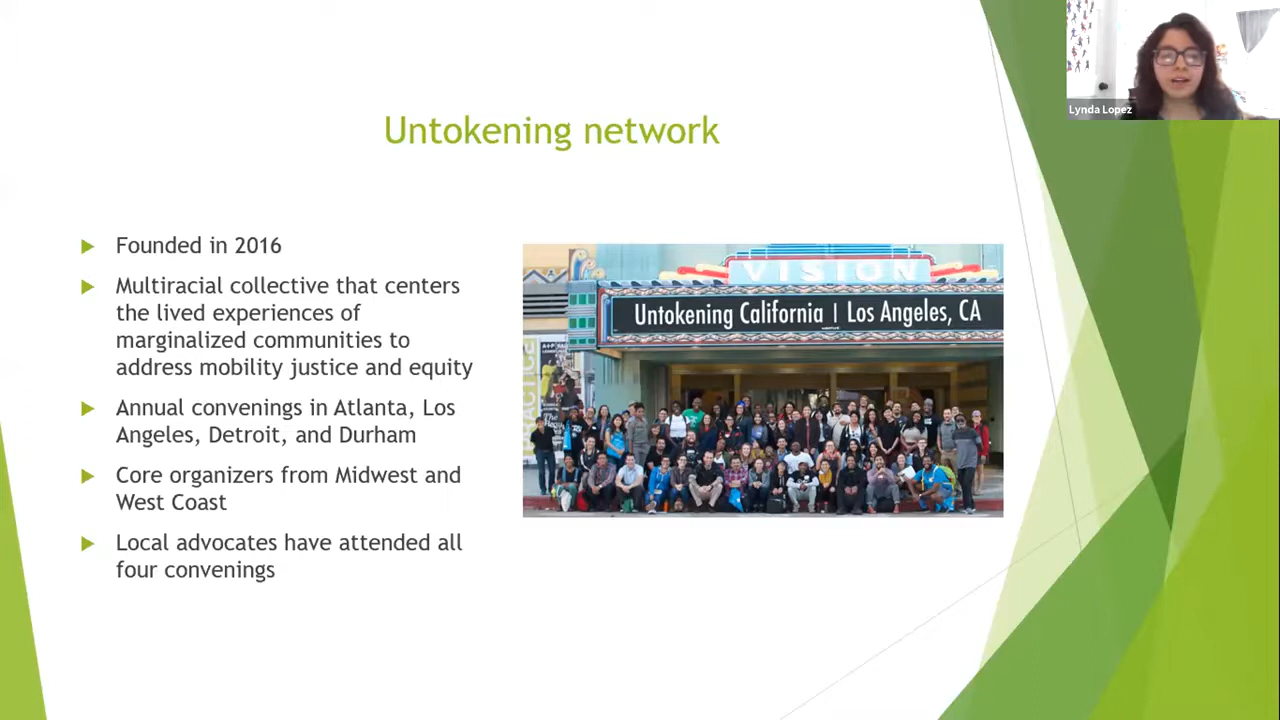 Lynda Lopez
Untokening network
Founded in 2016
Multiracial collective that centers
the lived experiences of
marginalized communities to
address mobility justice and equity
Annual convenings in Atlanta, Los
Angeles, Detroit, and Durham
Core organizers from Midwest and
West Coast
Local advocates have attended all
four convenings
VISION
Untokening California | Los Angeles, CA